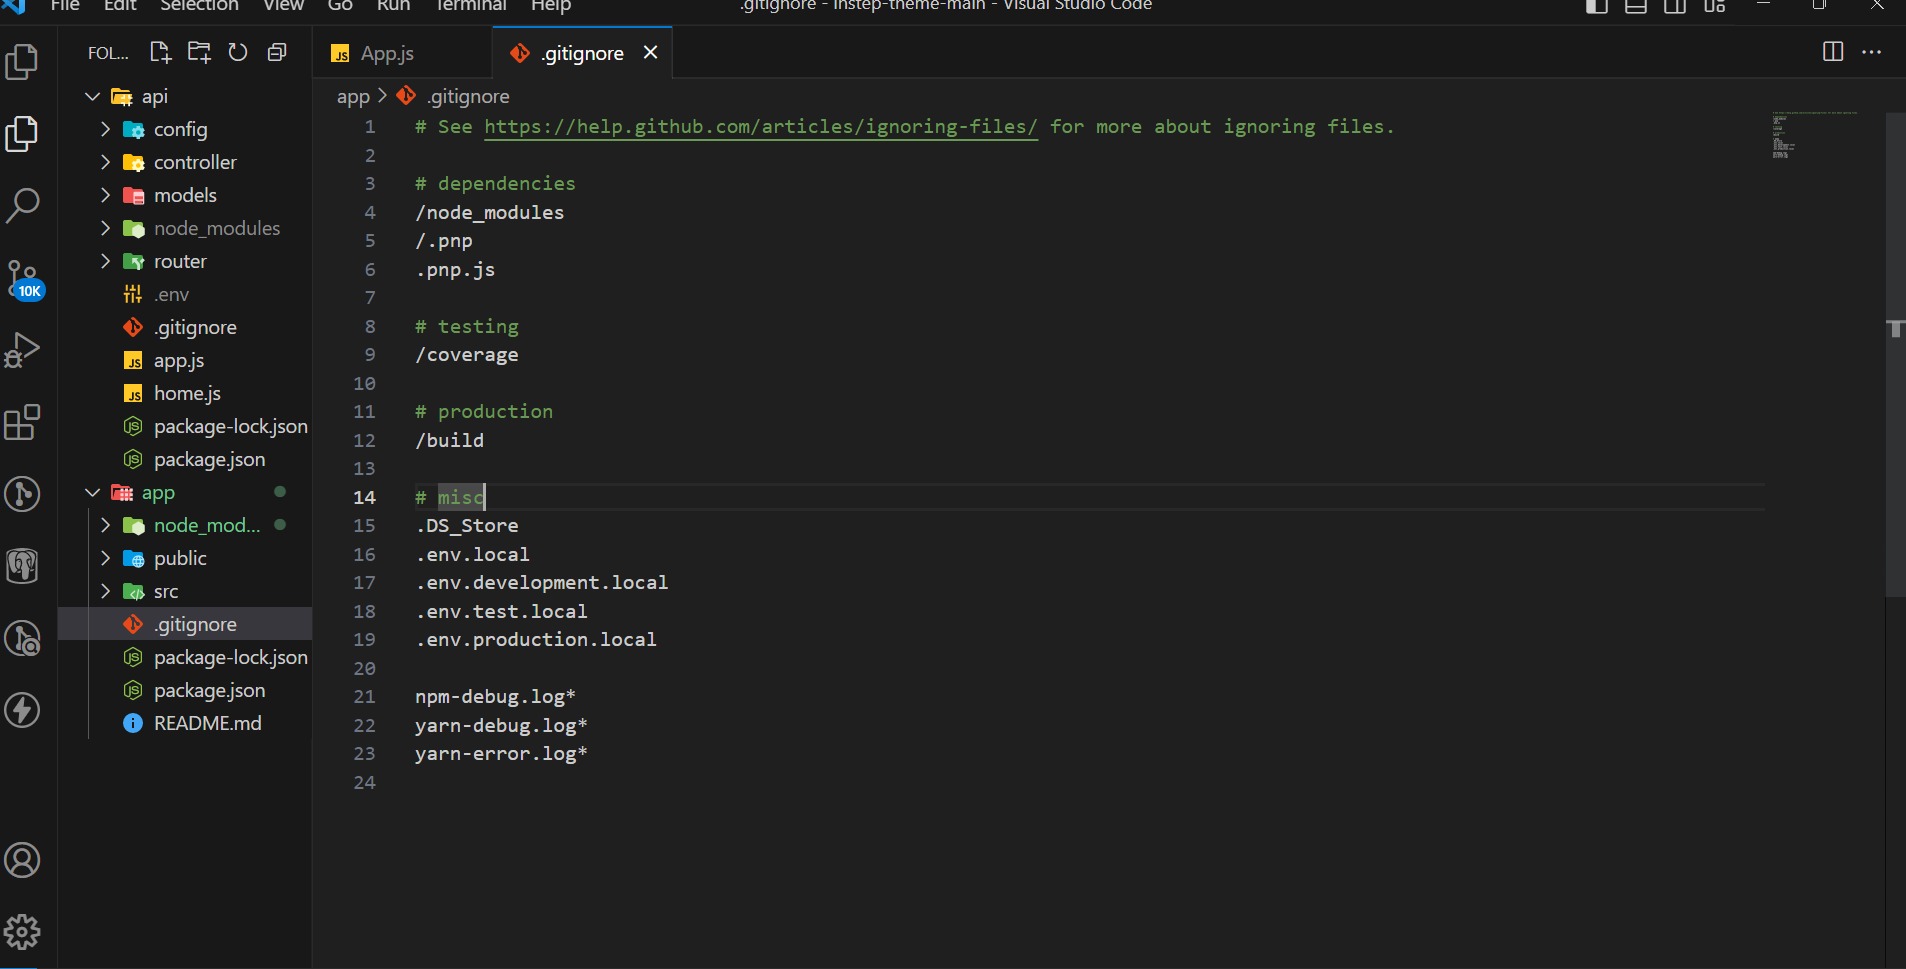 File Edit Selection View Go Run Terminal Help
.gitignore - instep-theme-main - Visual Studio Code
FOL...
api
config
controller
models
node_modules
router
.env
.gitignore
app.js
home.js
package-lock.json
package.json
app
node_mod...
public
src
.gitignore
package-lock.json
package.json
README.md
10K
App.js
.gitignore
app > .gitignore
1 # See https://help.github.com/articles/ignoring-files/ for more about ignoring files.
2
3 # dependencies
4 /node_modules
5 /.pnp
6 .pnp.js
7
8 # testing
9 /coverage
10
11 # production
12 /build
13
14 # misc
15 .DS_Store
16 .env.local
17 .env.development.local
18 .env.test.local
19 .env.production.local
20
21 npm-debug.log*
22 yarn-debug.log*
23 yarn-error.log*
24